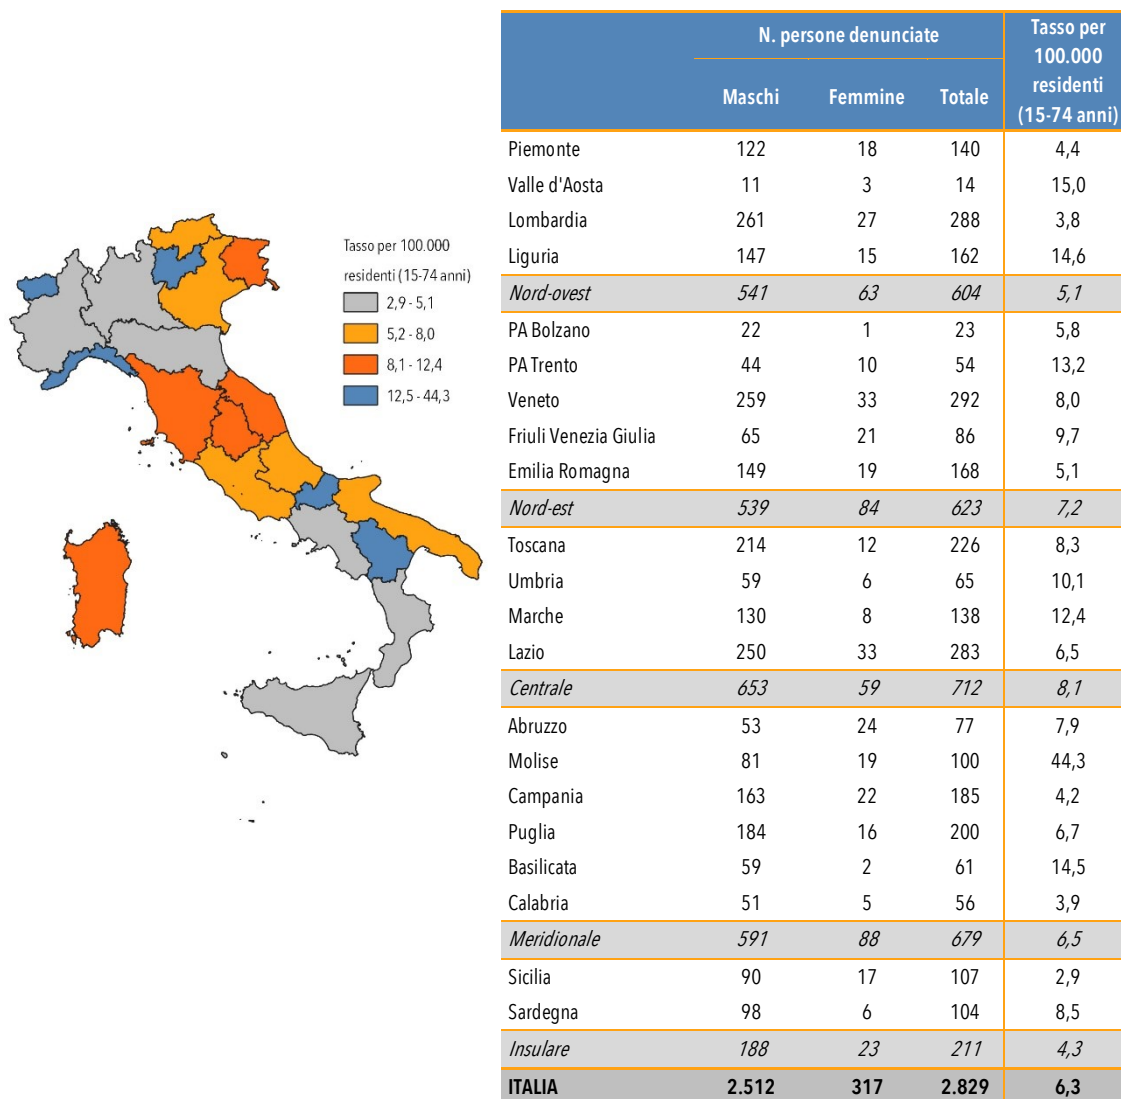 Tasso per 100.000
residenti (15-74 anni)
2,9 - 5,1
5,2 - 8,0
8,1 - 12,4
12,5 - 44,3
N. persone denunciate
Tasso per
100.000
residenti
(15-74 anni)
Maschi Femmine Totale
Piemonte 122 18 140 4,4
Valle d'Aosta 11 3 14 15,0
Lombardia 261 27 288 3,8
Liguria 147 15 162 14,6
Nord-ovest 541 63 604 5,1
PA Bolzano 22 1 23 5,8
PA Trento 44 10 54 13,2
Veneto 259 33 292 8,0
Friuli Venezia Giulia 65 21 86 9,7
Emilia Romagna 149 19 168 5,1
Nord-est 539 84 623 7,2
Toscana 214 12 226 8,3
Umbria 59 6 65 10,1
Marche 130 8 138 12,4
Lazio 250 33 283 6,5
Centrale 653 59 712 8,1
Abruzzo 53 24 77 7,9
Molise 81 19 100 44,3
Campania 163 22 185 4,2
Puglia 184 16 200 6,7
Basilicata 59 2 61 14,5
Calabria 51 5 56 3,9
Meridionale 591 88 679 6,5
Sicilia 90 17 107 2,9
Sardegna 98 6 104 8,5
Insulare 188 23 211 4,3
ITALIA 2.512 317 2.829 6,3